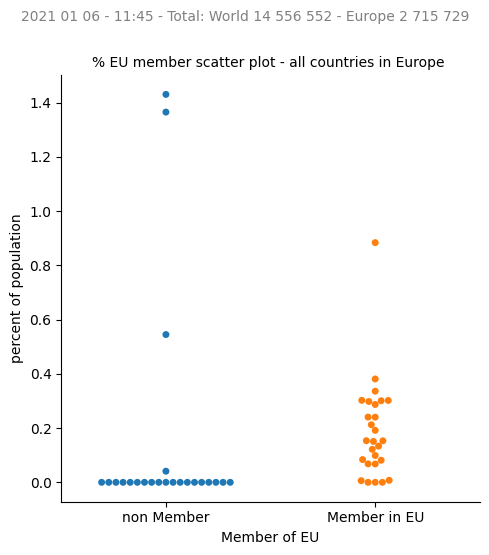 2021 01 06 - 11:45 - Total: World 14 556 552 - Europe 2 715 729
% EU member scatter plot - all countries in Europe
1.4
1.2
1.0
0.8
0.6
0.4
0.2
0.0
percent of population
non Member Member in EU
Member of EU